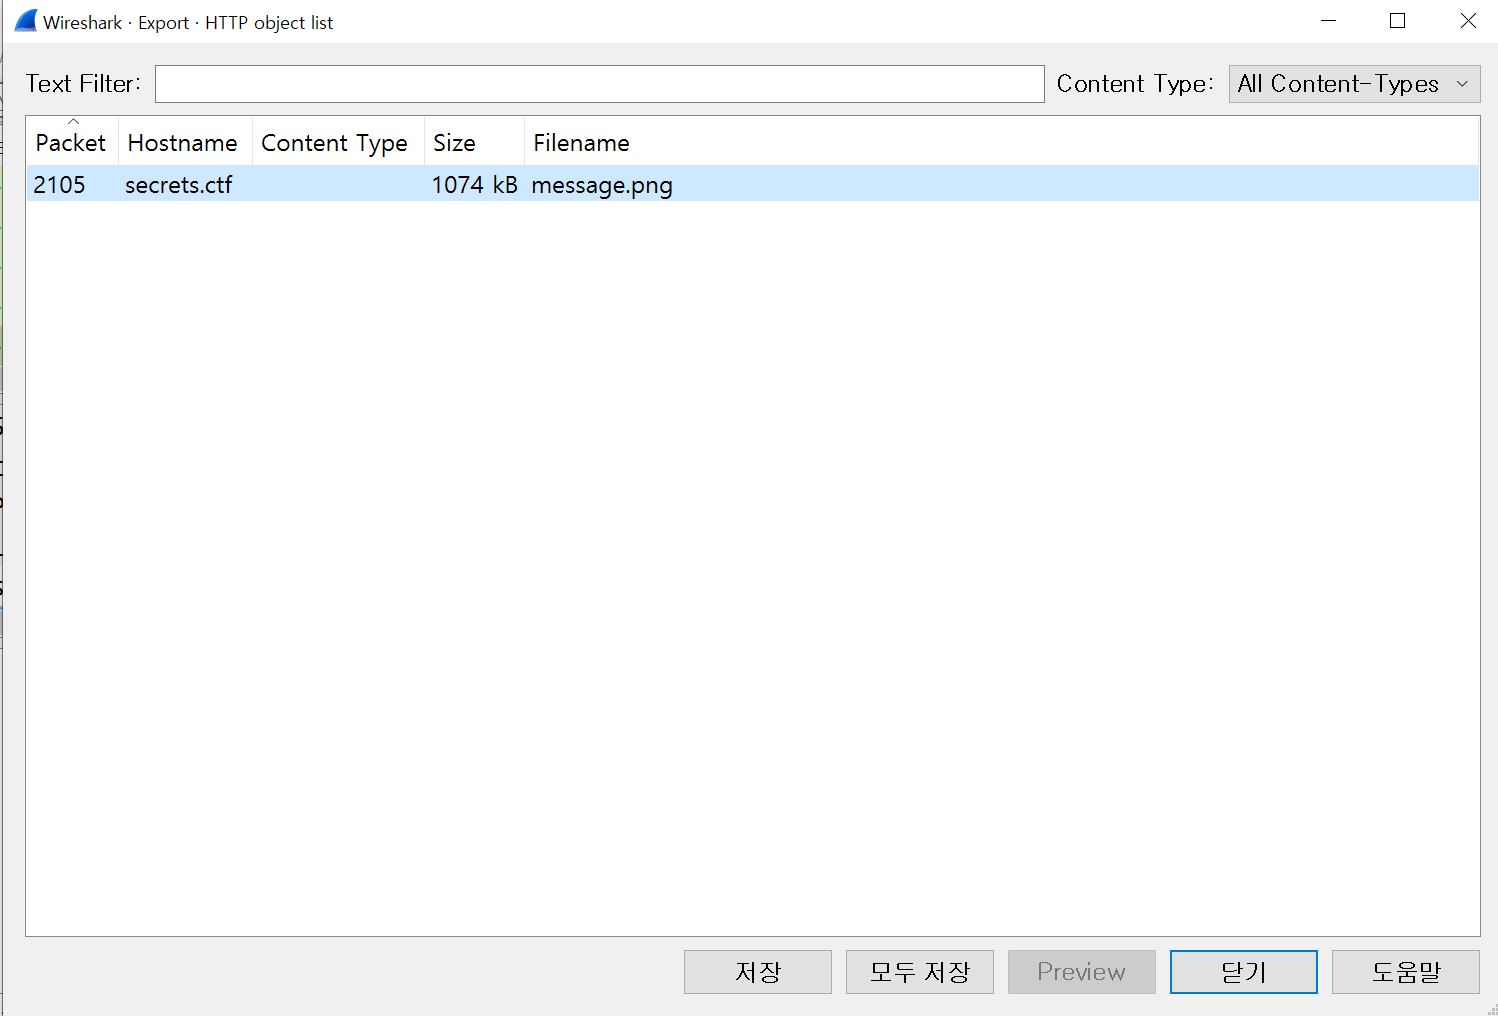 Wireshark · Export · HTTP object list
Text Filter: Content Type: All Content-Types
Packet Hostname Content Type Size Filename
2105 secrets.ctf 1074 kB message.png
저장 모두 저장 Preview 닫기 도움말